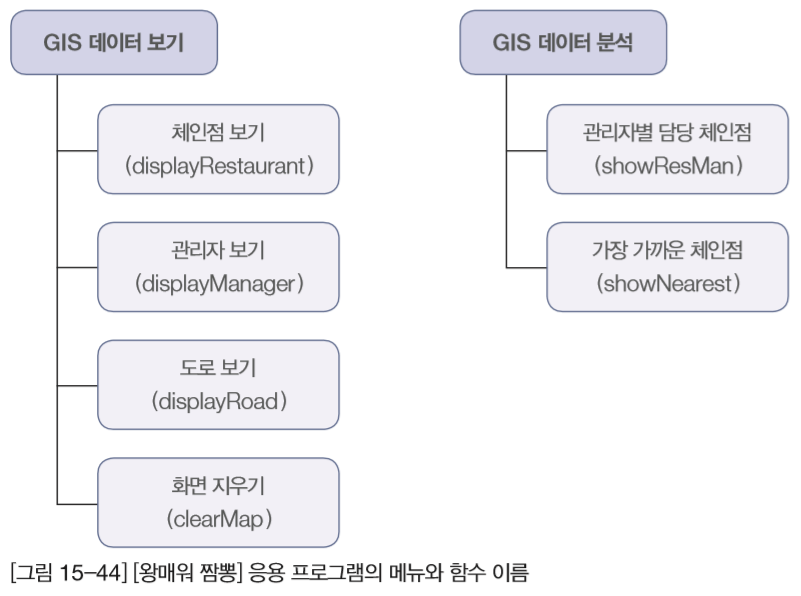 GIS 데이터 보기
체인점 보기
(displayRestaurant)
관리자 보기
(displayManager)
도로 보기
(displayRoad)
화면 지우기
(clearMap)
GIS 데이터 분석
관리자별 담당 체인점
(showResMan)
가장 가까운 체인점
(showNearest)
[그림 15–44] [왕매워 짬뽕] 응용 프로그램의 메뉴와 함수 이름